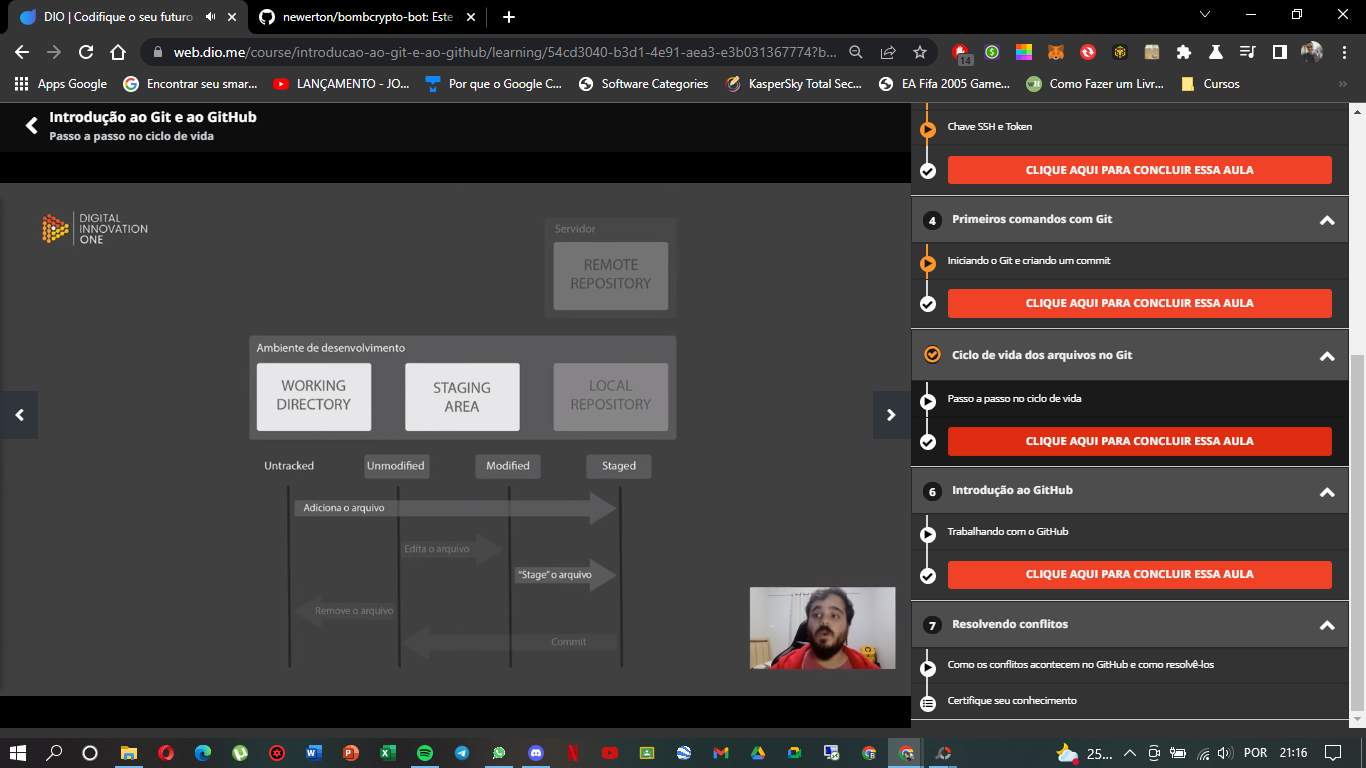 DIO | Codifique o seu futuro
newerton/bombcrypto-bot: Este
web.dio.me/course/introducao-ao-git-e-ao-github/learning/54cd3040-b3d1-4e91-aea3-e3b031367774?b...
14
Apps Google
Encontrar seu smar...
LANÇAMENTO - JO...
Por que o Google C...
Software Categories
KasperSky Total Sec...
EA Fifa 2005 Game...
Como Fazer um Livr...
Cursos
Introdução ao Git e ao GitHub
Passo a passo no ciclo de vida
DIGITAL
INNOVATION
ONE
Servidor
REMOTE
REPOSITORY
Ambiente de desenvolvimento
WORKING
DIRECTORY
STAGING
AREA
LOCAL
REPOSITORY
Untracked
Unmodified
Modified
Staged
Adiciona o arquivo
Edita o arquivo
"Stage" o arquivo
Remove o arquivo
Commit
Chave SSH e Token
CLIQUE AQUI PARA CONCLUIR ESSA AULA
4 Primeiros comandos com Git
Iniciando o Git e criando um commit
CLIQUE AQUI PARA CONCLUIR ESSA AULA
Ciclo de vida dos arquivos no Git
Passo a passo no ciclo de vida
CLIQUE AQUI PARA CONCLUIR ESSA AULA
6 Introdução ao GitHub
Trabalhando com o GitHub
CLIQUE AQUI PARA CONCLUIR ESSA AULA
7 Resolvendo conflitos
Como os conflitos acontecem no GitHub e como resolvê-los
Certifique seu conhecimento
25...
POR
21:16